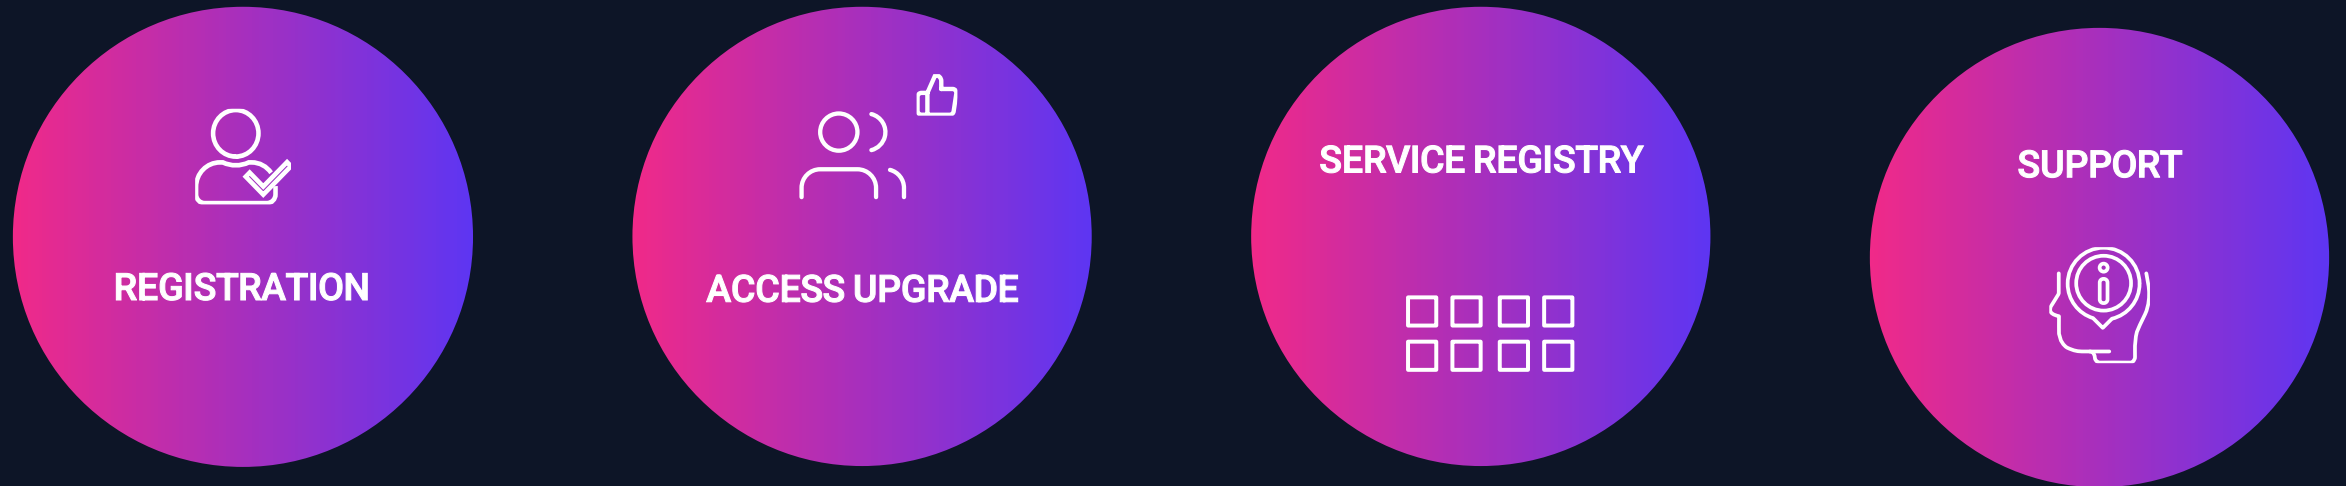 REGISTRATION
ACCESS UPGRADE
SERVICE REGISTRY
SUPPORT